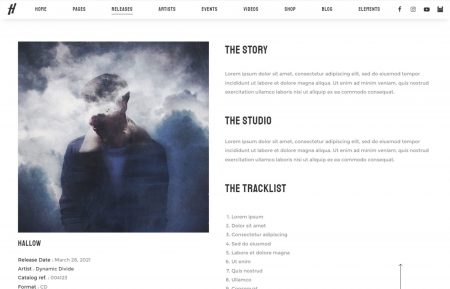 H
HOME PAGES RELEASES ARTISTS EVENTS VIDEOS SHOP BLOG ELEMENTS
THE STORY
Lorem ipsum dolor sit amet, consectetur adipiscing elit, sed do eiusmod tempor
incididunt ut labore et dolore magna aliqua. Ut enim ad minim veniam, quis nostrud
exercitation ullamco laboris nisi ut aliquip ex ea commodo consequat.
THE STUDIO
Lorem ipsum dolor sit amet, consectetur adipiscing elit, sed do eiusmod tempor
incididunt ut labore et dolore magna aliqua. Ut enim ad minim veniam, quis nostrud
exercitation ullamco laboris nisi ut aliquip ex ea commodo consequat.
THE TRACKLIST
1. Lorem ipsum
2. Dolor sit amet
3. Consectetur adipiscing
4. Sed do eiusmod
5. Labore et dolore magna
6. Ut enim
7. Quis nostrud
8. Ullamco
9. Consequat
HALLOW
Release Date : March 26, 2021
Artist : Dynamic Divide
Catalog ref. : 004123
Format : CD